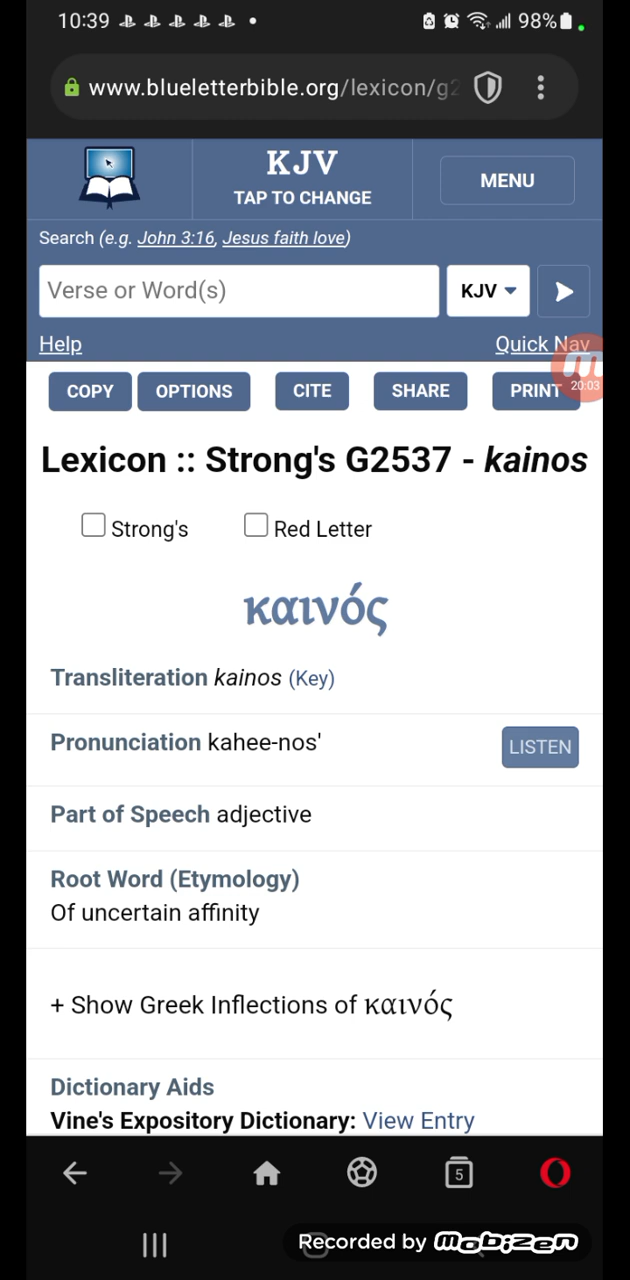 10:39 98%
www.blueletterbible.org/lexicon/g2
KJV
TAP TO CHANGE
MENU
Search (e.g. John 3:16, Jesus faith love)
Verse or Word(s) KJV
Help Quick Nav
COPY OPTIONS CITE SHARE PRINT
20:03
Lexicon :: Strong's G2537 - kainos
Strong's Red Letter
καινός
Transliteration kainos (Key)
Pronunciation kahee-nos' LISTEN
Part of Speech adjective
Root Word (Etymology)
Of uncertain affinity
+ Show Greek Inflections of καινός
Dictionary Aids
Vine's Expository Dictionary: View Entry
5
Recorded by mobizen